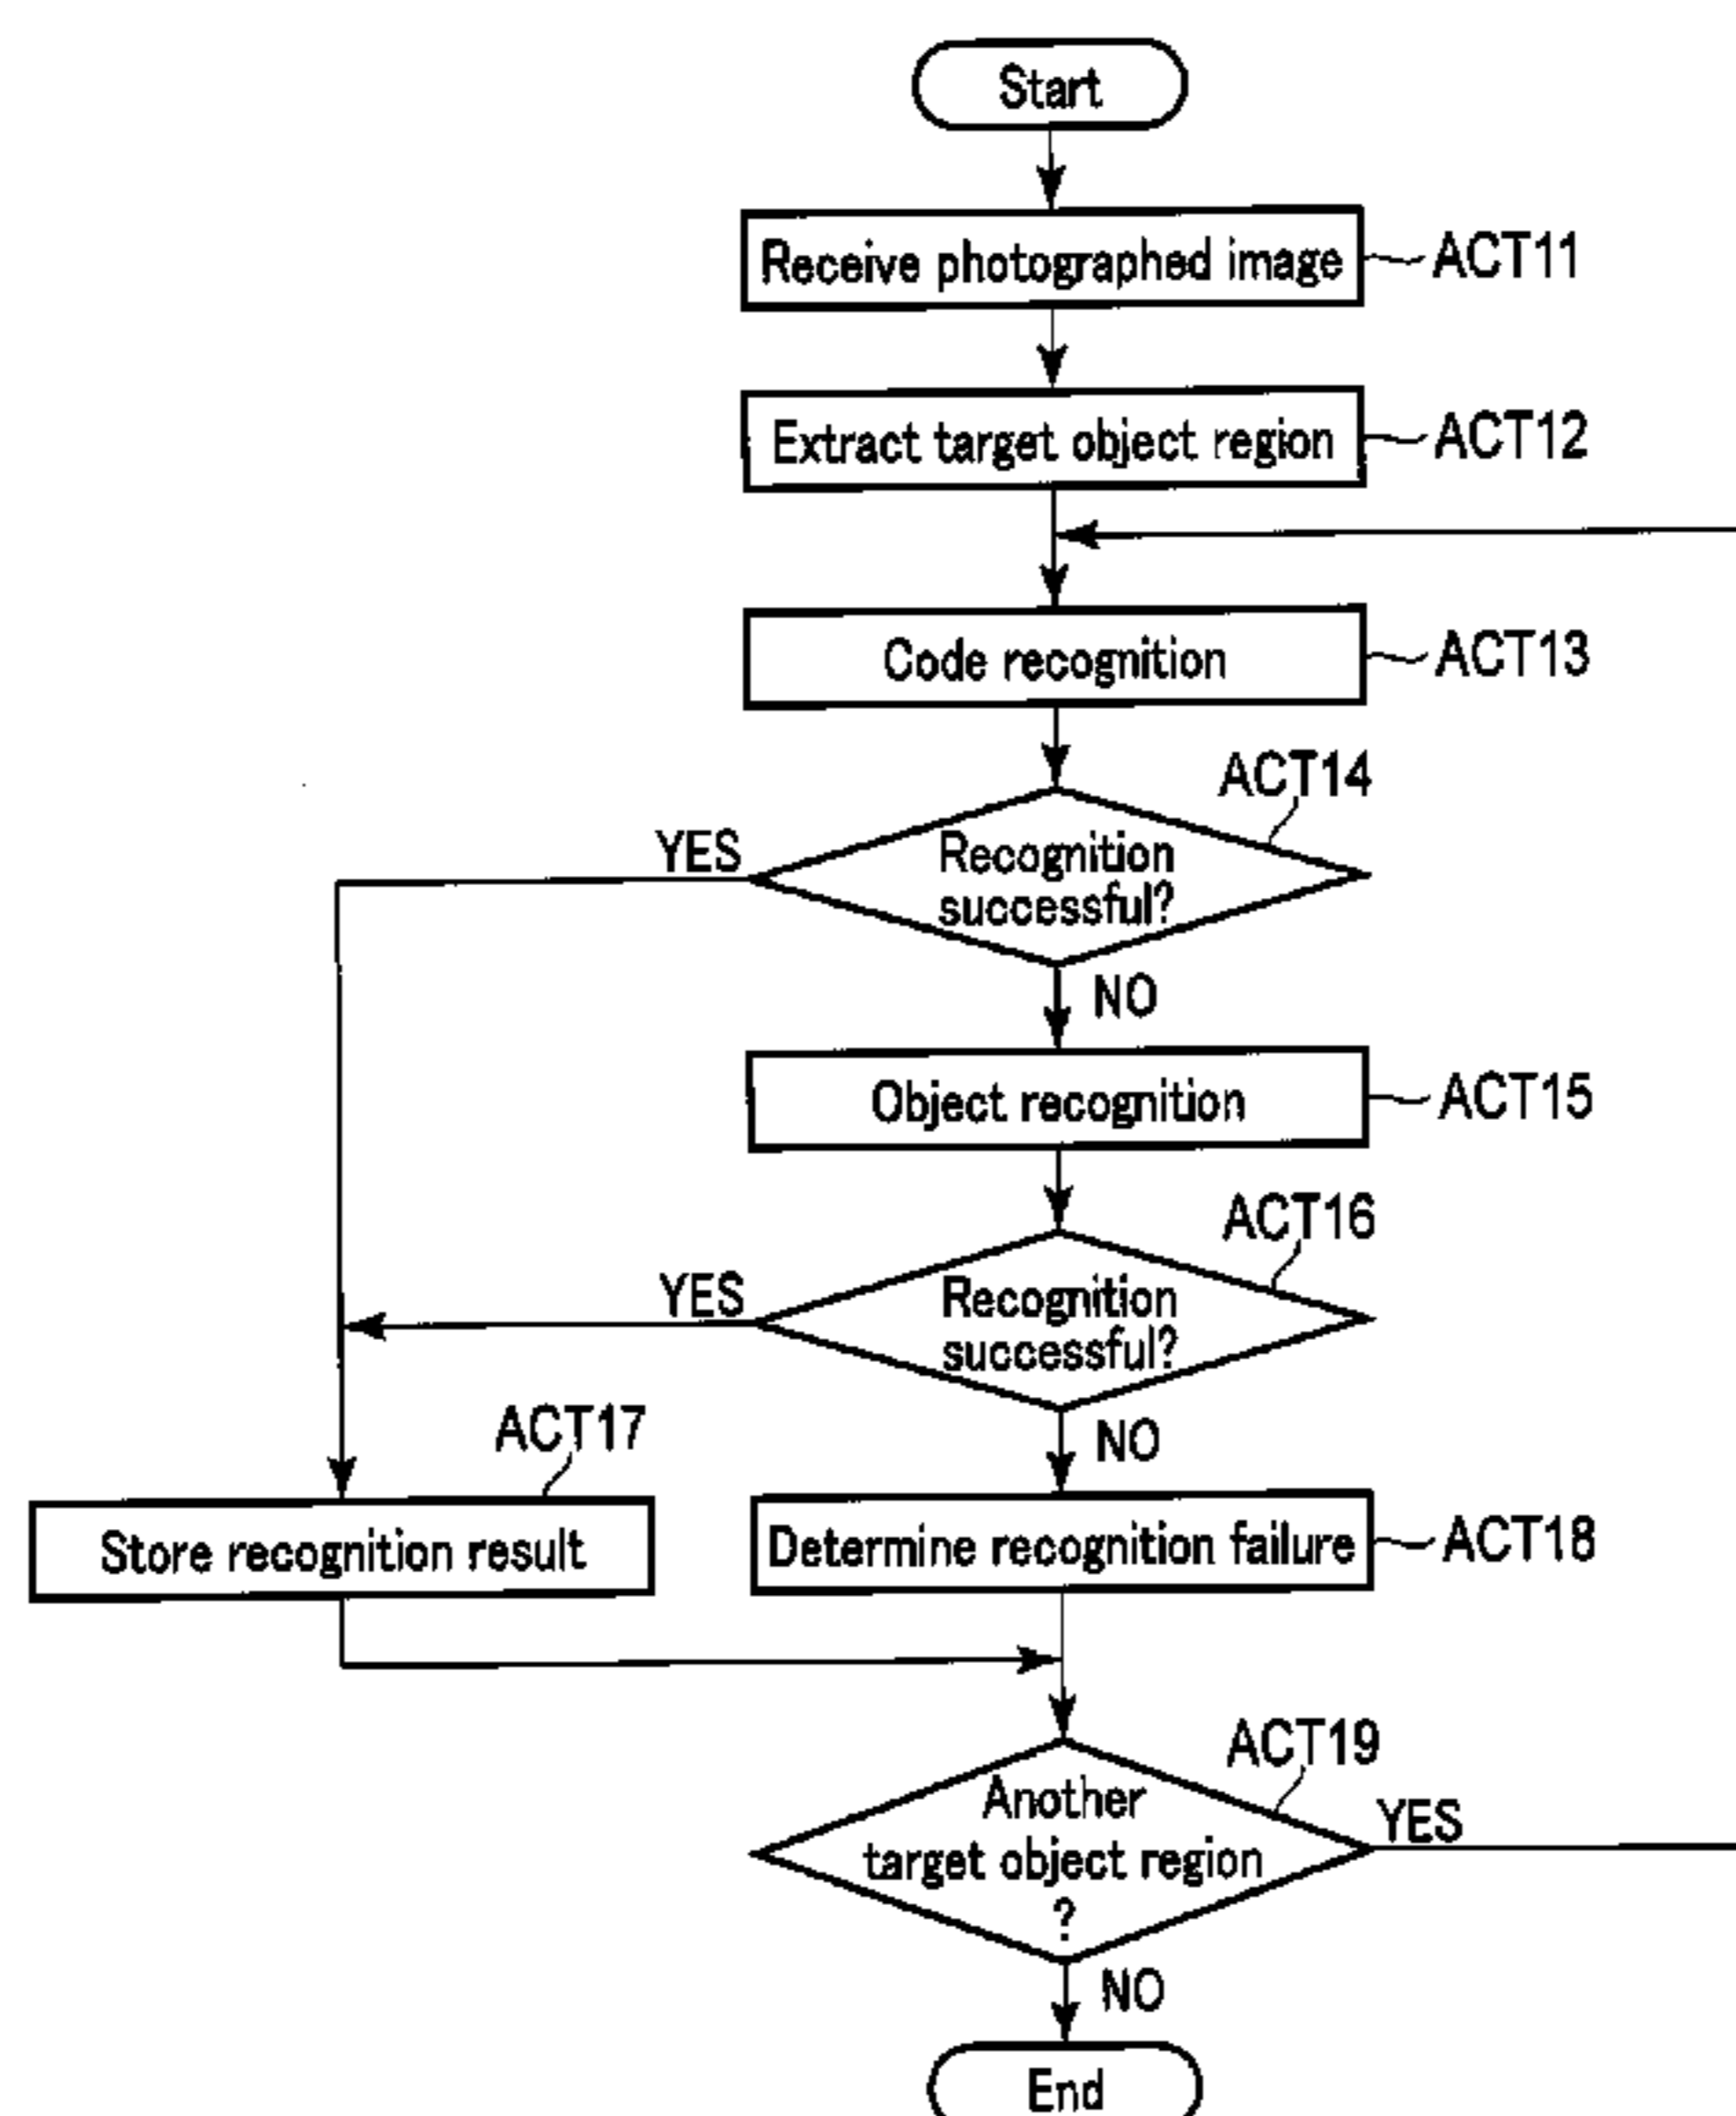 Start
Receive photographed image
ACT11
Extract target object region
ACT12
Code recognition
ACT13
ACT14
YES
Recognition
successful?
NO
Object recognition
ACT15
ACT16
YES
Recognition
successful?
NO
ACT17
Store recognition result
Determine recognition failure
ACT18
ACT19
Another
target object region
?
YES
NO
End